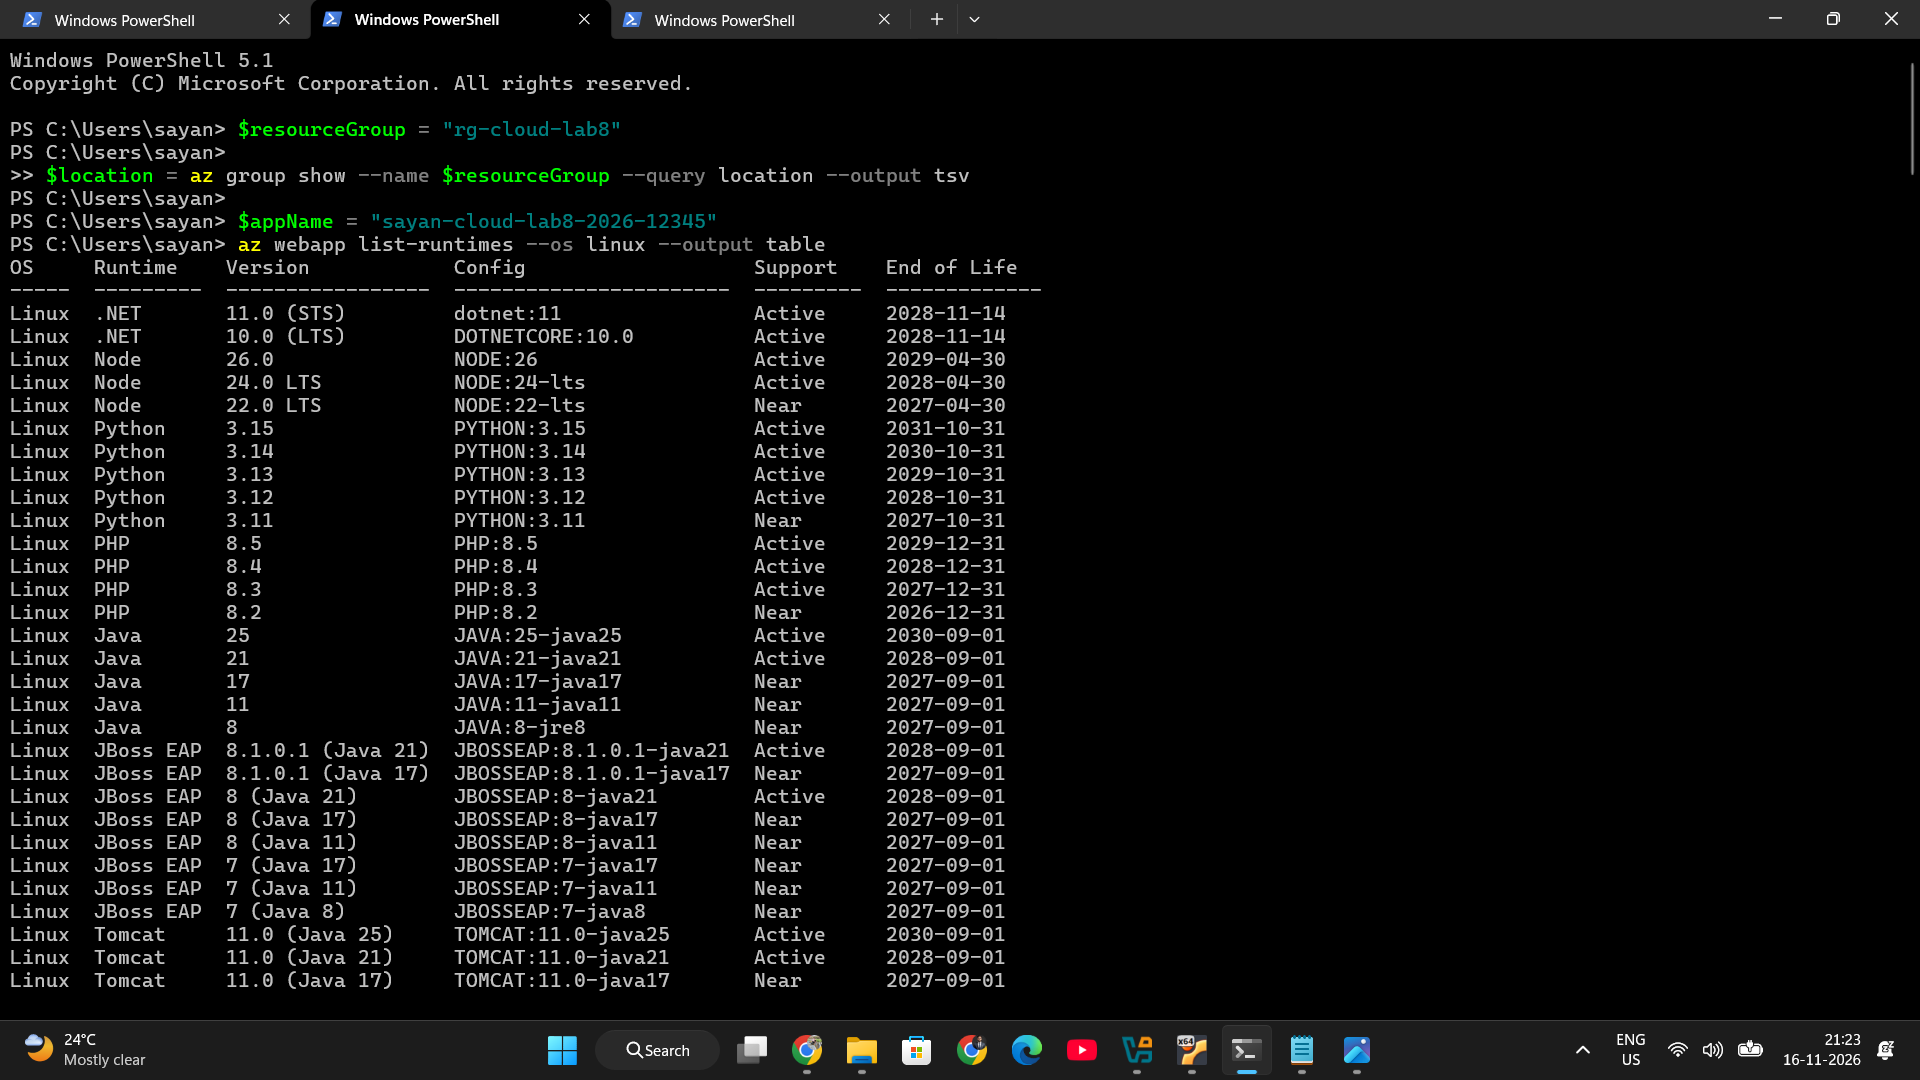 Windows PowerShell
Windows PowerShell
Windows PowerShell
Windows PowerShell 5.1
Copyright (C) Microsoft Corporation. All rights reserved.
PS C:\Users\sayan> $resourceGroup = "rg-cloud-lab8"
PS C:\Users\sayan>
>> $location = az group show --name $resourceGroup --query location --output tsv
PS C:\Users\sayan>
PS C:\Users\sayan> $appName = "sayan-cloud-lab8-2026-12345"
PS C:\Users\sayan> az webapp list-runtimes --os linux --output table
OS     Runtime    Version            Config                   Support    End of Life
-----  ---------  -----------------  -----------------------  ---------  -------------
Linux  .NET       11.0 (STS)         dotnet:11                Active     2028-11-14
Linux  .NET       10.0 (LTS)         DOTNETCORE:10.0          Active     2028-11-14
Linux  Node       26.0               NODE:26                  Active     2029-04-30
Linux  Node       24.0 LTS           NODE:24-lts              Active     2028-04-30
Linux  Node       22.0 LTS           NODE:22-lts              Near       2027-04-30
Linux  Python     3.15               PYTHON:3.15              Active     2031-10-31
Linux  Python     3.14               PYTHON:3.14              Active     2030-10-31
Linux  Python     3.13               PYTHON:3.13              Active     2029-10-31
Linux  Python     3.12               PYTHON:3.12              Active     2028-10-31
Linux  Python     3.11               PYTHON:3.11              Near       2027-10-31
Linux  PHP        8.5                PHP:8.5                  Active     2029-12-31
Linux  PHP        8.4                PHP:8.4                  Active     2028-12-31
Linux  PHP        8.3                PHP:8.3                  Active     2027-12-31
Linux  PHP        8.2                PHP:8.2                  Near       2026-12-31
Linux  Java       25                 JAVA:25-java25           Active     2030-09-01
Linux  Java       21                 JAVA:21-java21           Active     2028-09-01
Linux  Java       17                 JAVA:17-java17           Near       2027-09-01
Linux  Java       11                 JAVA:11-java11           Near       2027-09-01
Linux  Java       8                  JAVA:8-jre8              Near       2027-09-01
Linux  JBoss EAP  8.1.0.1 (Java 21)  JBOSSEAP:8.1.0.1-java21  Active     2028-09-01
Linux  JBoss EAP  8.1.0.1 (Java 17)  JBOSSEAP:8.1.0.1-java17  Near       2027-09-01
Linux  JBoss EAP  8 (Java 21)        JBOSSEAP:8-java21        Active     2028-09-01
Linux  JBoss EAP  8 (Java 17)        JBOSSEAP:8-java17        Near       2027-09-01
Linux  JBoss EAP  8 (Java 11)        JBOSSEAP:8-java11        Near       2027-09-01
Linux  JBoss EAP  7 (Java 17)        JBOSSEAP:7-java17        Near       2027-09-01
Linux  JBoss EAP  7 (Java 11)        JBOSSEAP:7-java11        Near       2027-09-01
Linux  JBoss EAP  7 (Java 8)         JBOSSEAP:7-java8         Near       2027-09-01
Linux  Tomcat     11.0 (Java 25)     TOMCAT:11.0-java25       Active     2030-09-01
Linux  Tomcat     11.0 (Java 21)     TOMCAT:11.0-java21       Active     2028-09-01
Linux  Tomcat     11.0 (Java 17)     TOMCAT:11.0-java17       Near       2027-09-01
24°C
Mostly clear
Search
x64
ENG
US
21:23
16-11-2026